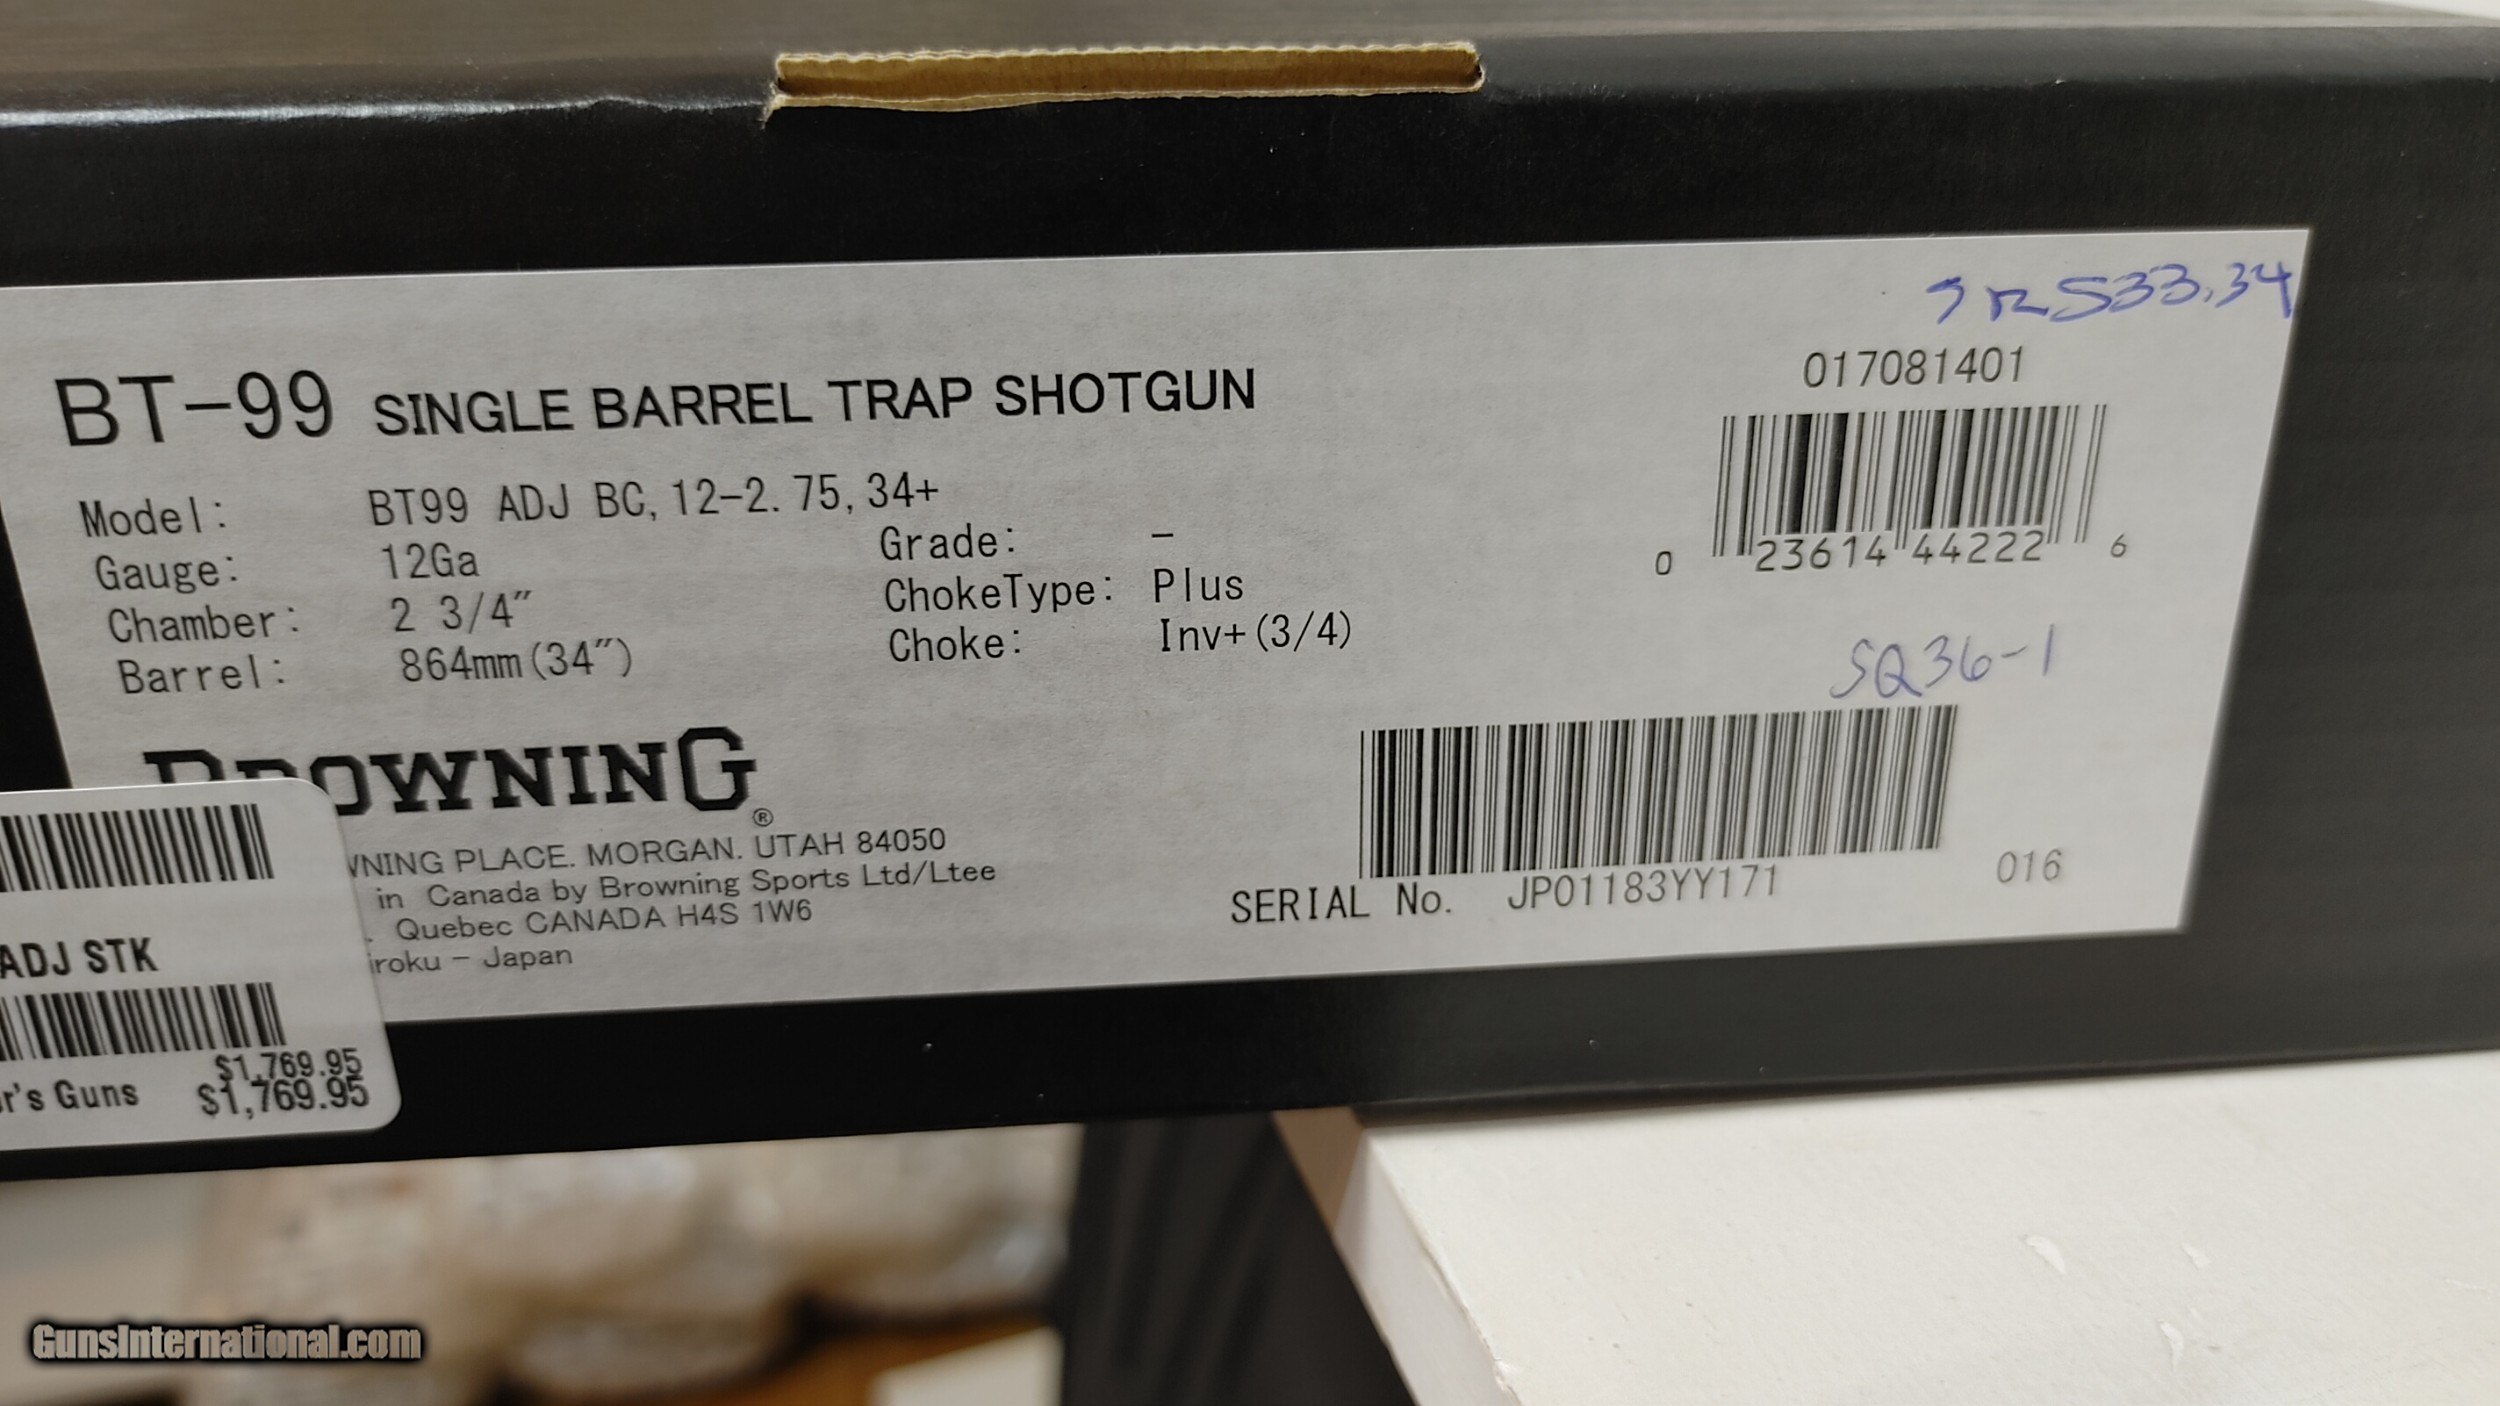 SRS33,34
017081401
BT-99 SINGLE BARREL TRAP SHOTGUN
Model: BT99 ADJ BC, 12-2. 75, 34+
Gauge: 12Ga
Grade: -
Chamber: 2 3/4"
ChokeType: Plus
Barrel: 864mm(34")
Choke: Inv+(3/4)
0 23614 44222 6
SQ36-1
BROWNING®
PLACE. MORGAN. UTAH 84050
in Canada by Browning Sports Ltd/Ltee
Quebec CANADA H4S 1W6
- Japan
SERIAL No. JP01183YY171
016
ADJ STK
$1,769.95
Guns $1,769.95
GunsInternational.com